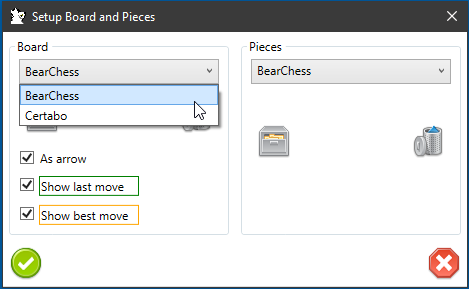 Setup Board and Pieces
Board
BearChess
BearChess
Certabo
As arrow
Show last move
Show best move
Pieces
BearChess